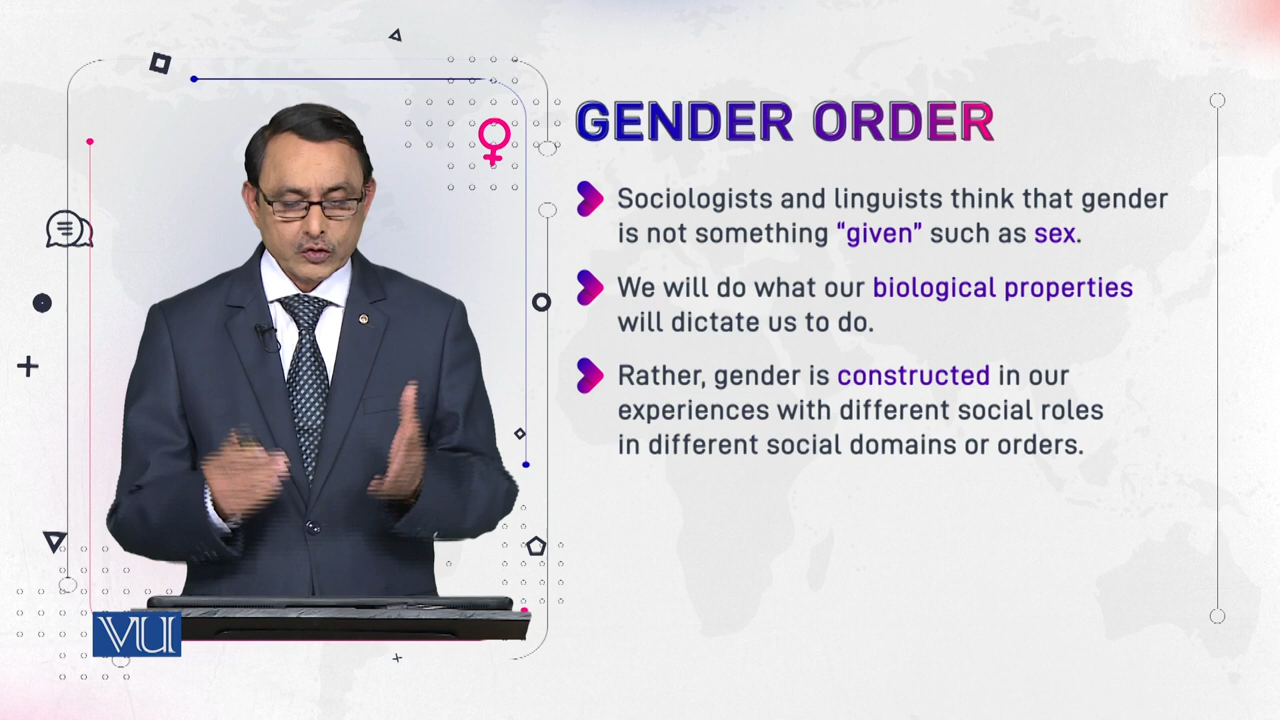 GENDER ORDER
Sociologists and linguists think that gender
is not something “given” such as sex.
We will do what our biological properties
will dictate us to do.
Rather, gender is constructed in our
experiences with different social roles
in different social domains or orders.
VU